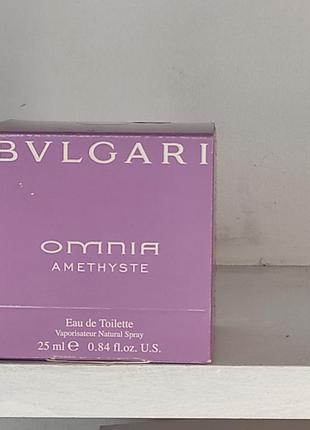 BVLGARI
OMNIA
AMETHYSTE
Eau de Toilette
Vaporisateur Natural Spray
25 ml ℮ 0.84 fl.oz. U.S.